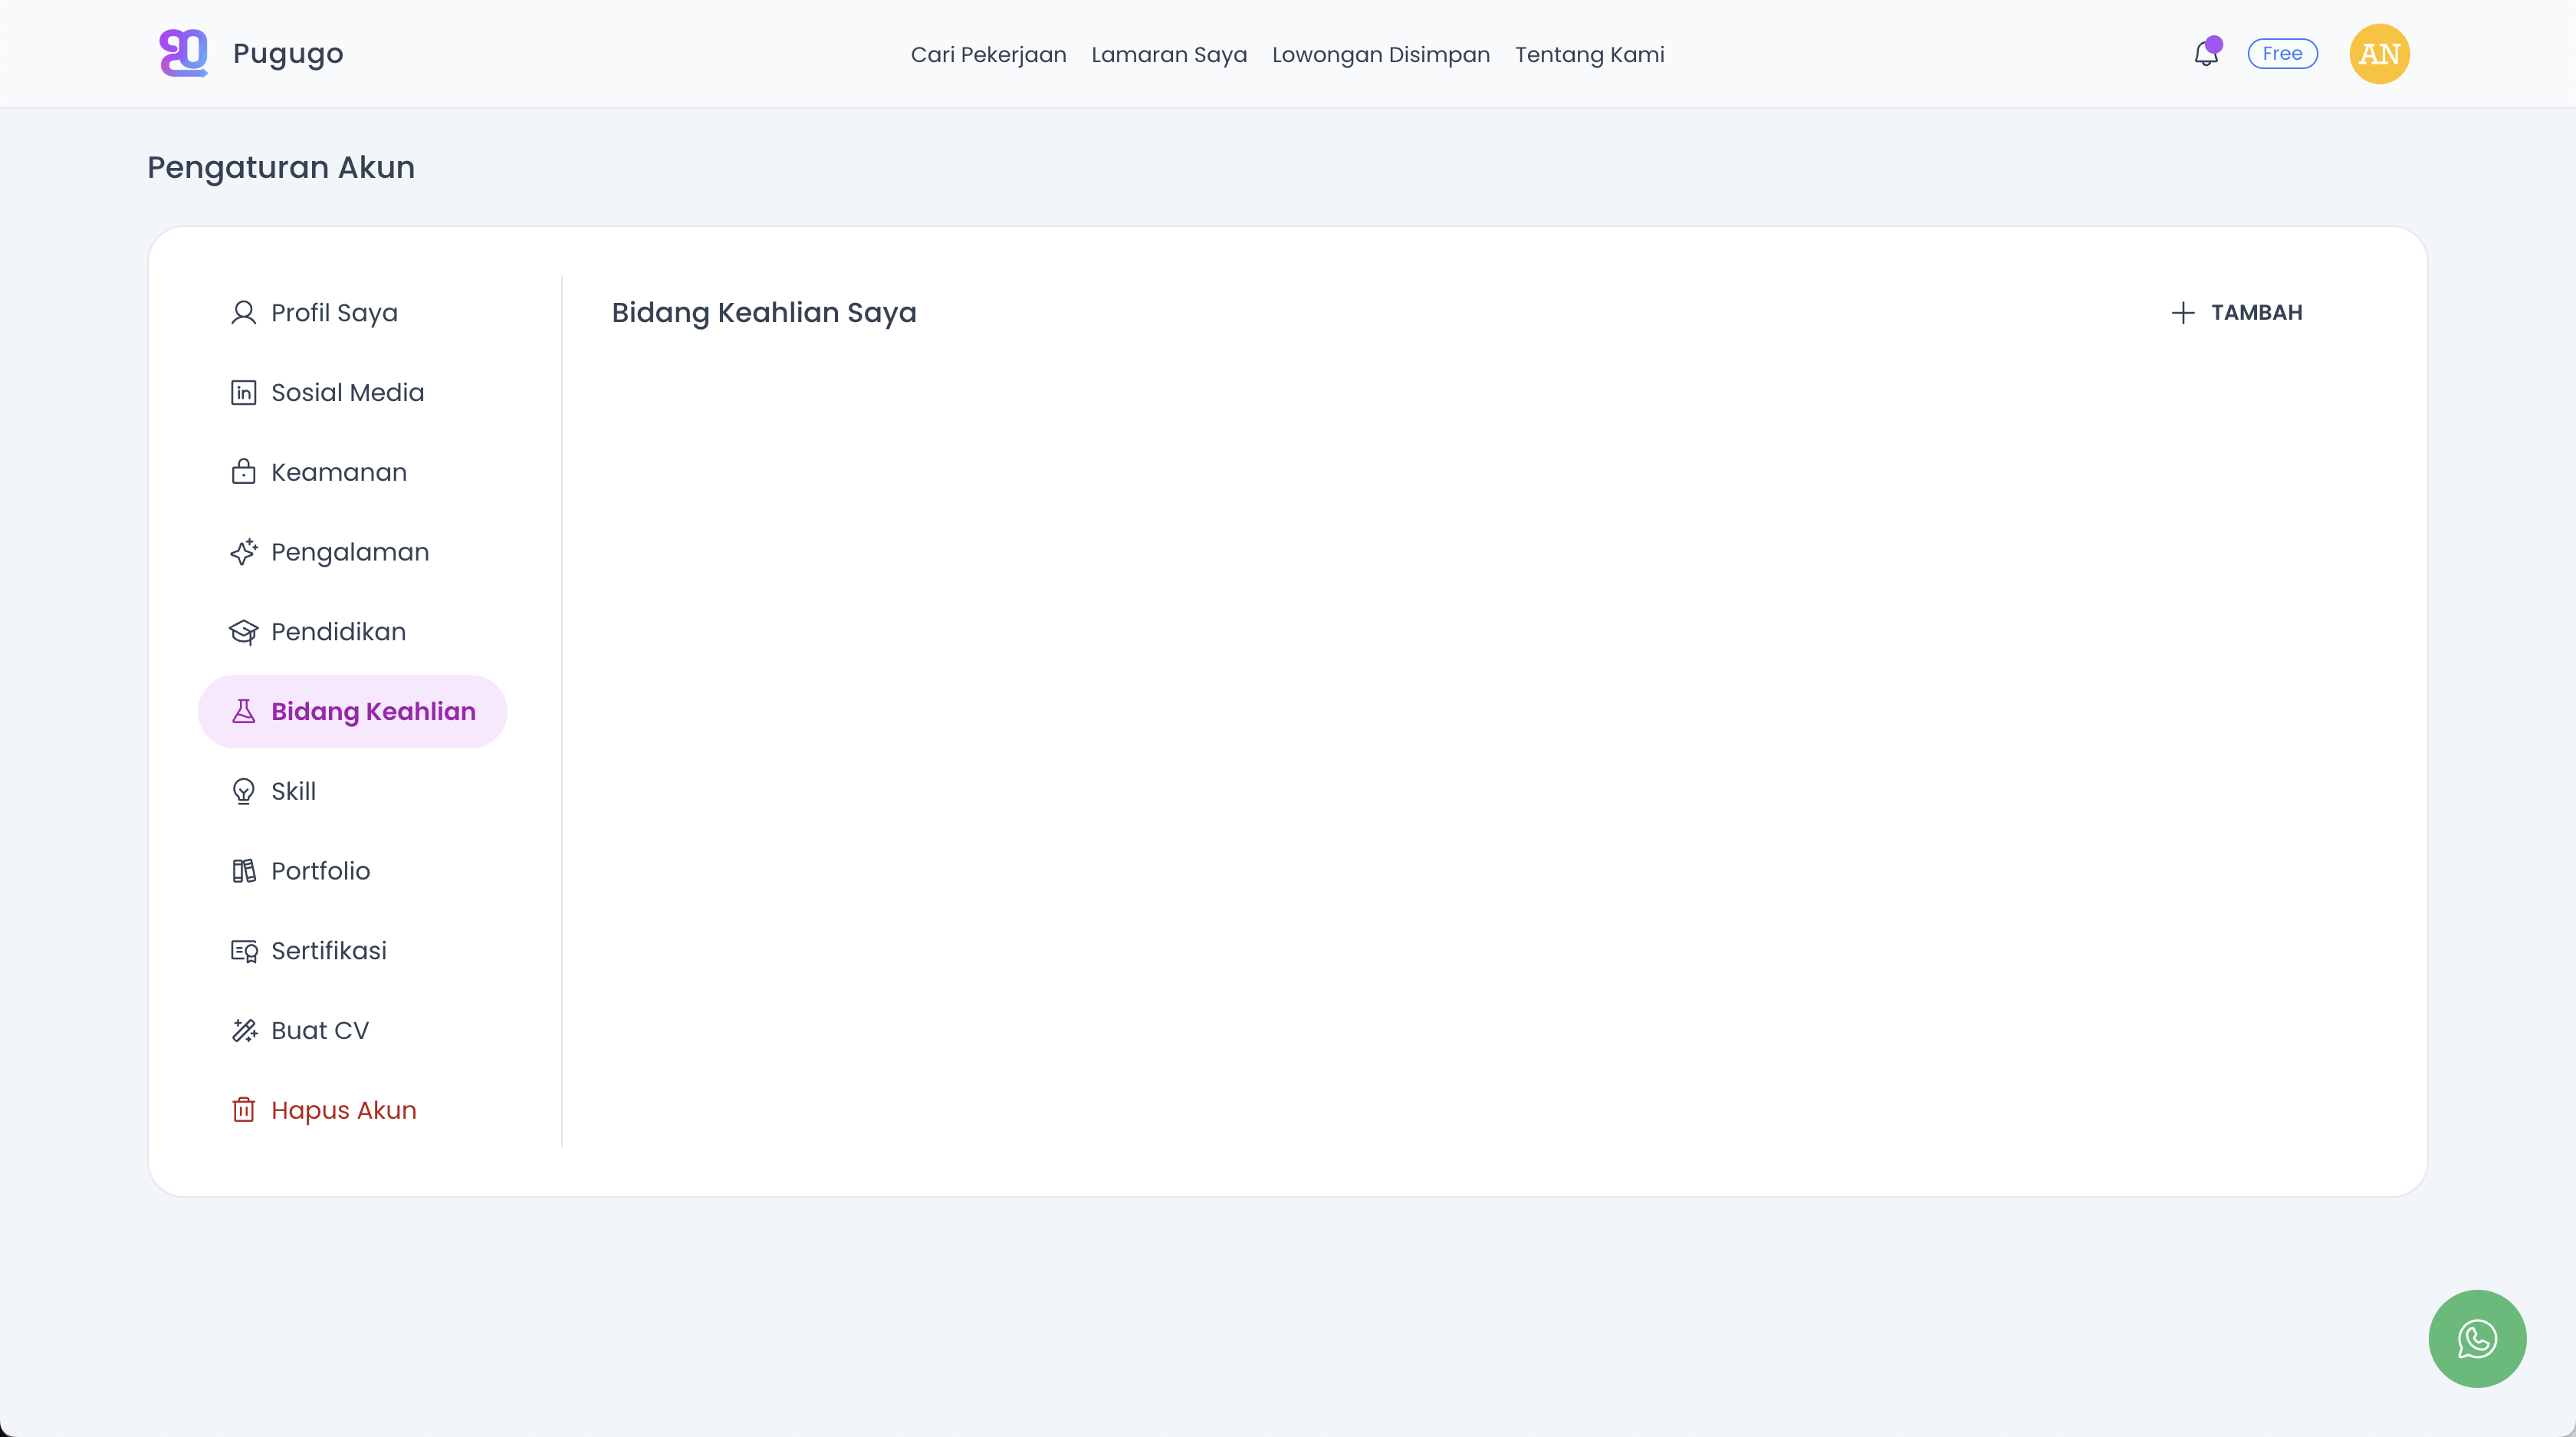 Pugugo
Cari Pekerjaan Lamaran Saya Lowongan Disimpan Tentang Kami
Free
AN
Pengaturan Akun
Profil Saya
Sosial Media
Keamanan
Pengalaman
Pendidikan
Bidang Keahlian
Skill
Portfolio
Sertifikasi
Buat CV
Hapus Akun
Bidang Keahlian Saya
TAMBAH